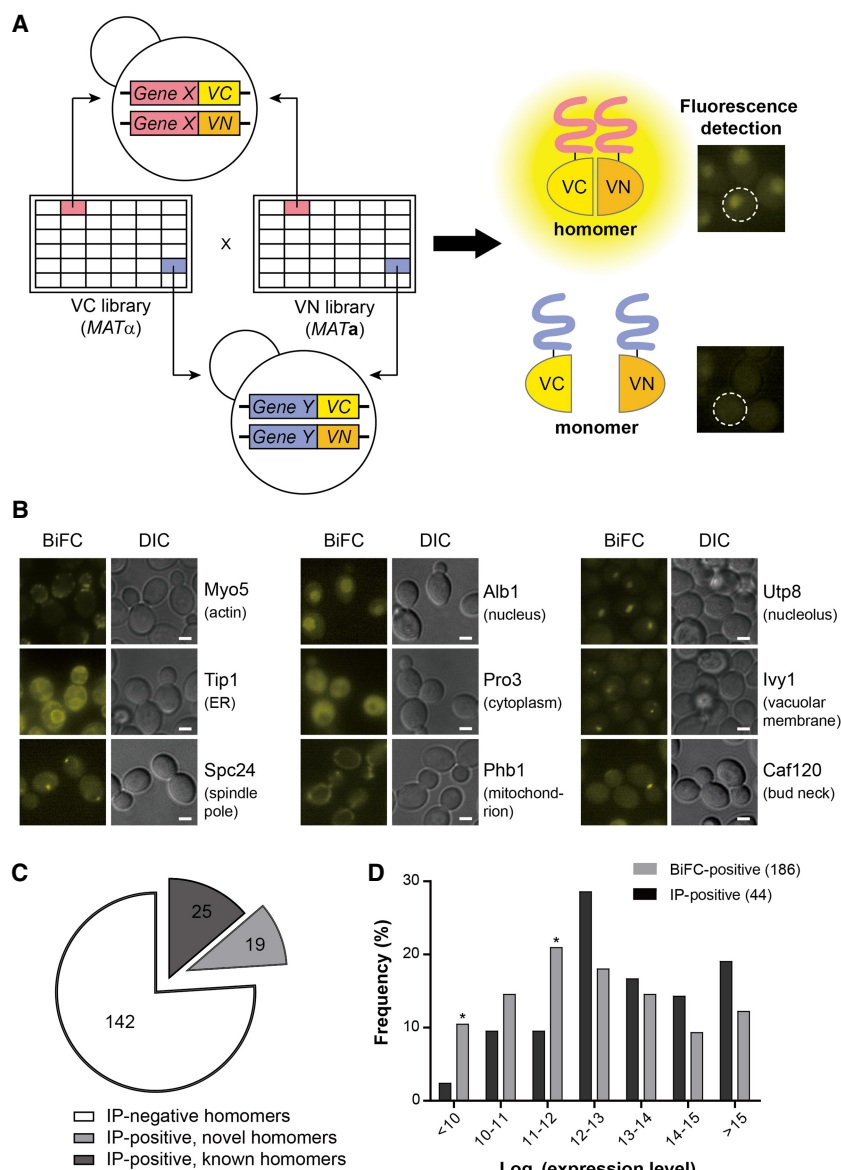 A
Gene X VC
Gene X VN
VC library
(MATα)
X
VN library
(MATa)
Gene Y VC
Gene Y VN
VC VN
homomer
Fluorescence
detection
VC VN
monomer
B
BiFC DIC
Myo5
(actin)
Tip1
(ER)
Spc24
(spindle
pole)
BiFC DIC
Alb1
(nucleus)
Pro3
(cytoplasm)
Phb1
(mitochond-
rion)
BiFC DIC
Utp8
(nucleolus)
Ivy1
(vacuolar
membrane)
Caf120
(bud neck)
C
25
19
142
IP-negative homomers
IP-positive, novel homomers
IP-positive, known homomers
D
BiFC-positive (186)
IP-positive (44)
Frequency (%)
30
20
10
0
* *
<10 10-11 11-12 12-13 13-14 14-15 >15
(expression level)